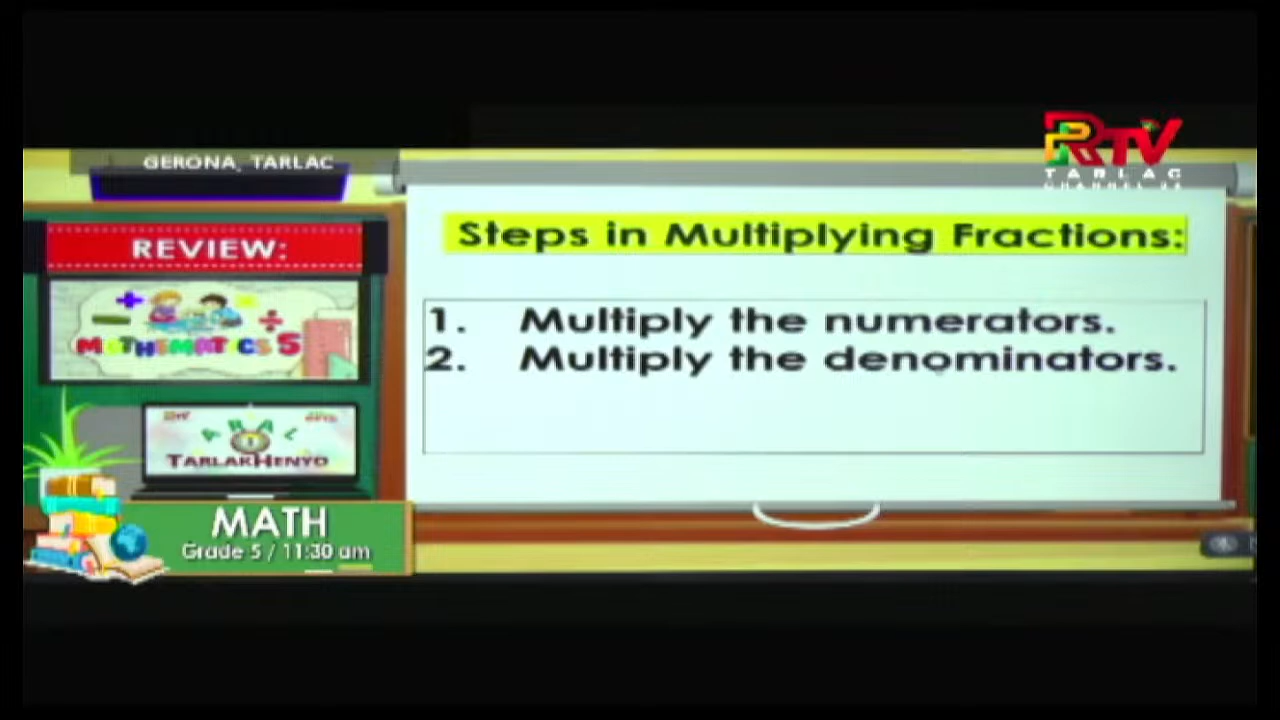 GERONA, TARLAC
RTV
TARLAC
REVIEW:
MATHEMATICS 5
ARAL
TARLAKHENYO
MATH
Grade 5 / 11:30 am
Steps in Multiplying Fractions:
1. Multiply the numerators.
2. Multiply the denominators.